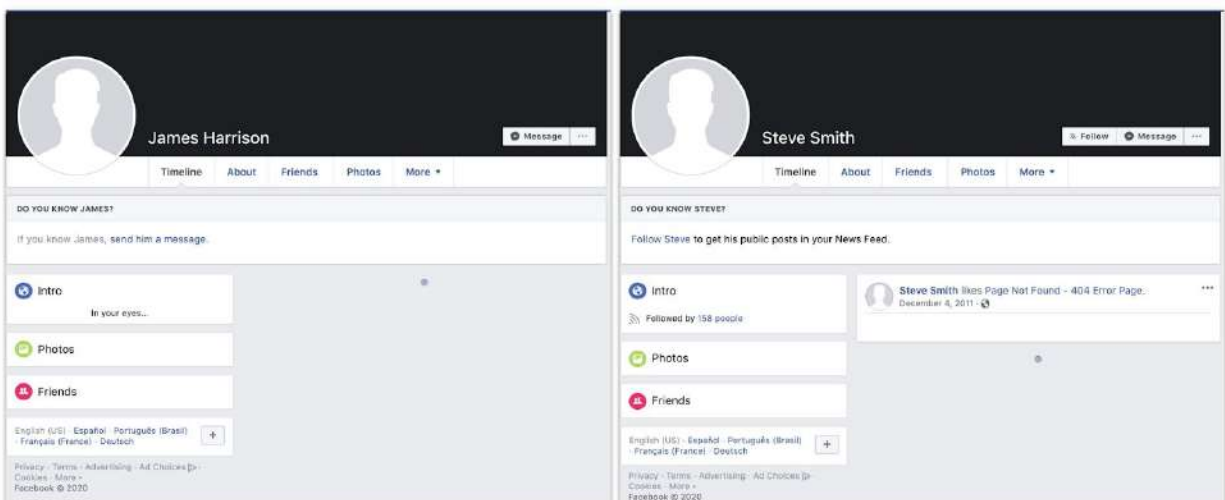 James Harrison
Message ...
Timeline About Friends Photos More
DO YOU KNOW JAMES?
If you know James, send him a message.
Intro
In your eyes...
Photos
Friends
English (US) · Español · Português (Brasil)
· Français (France) · Deutsch
+
Privacy · Terms · Advertising · Ad Choices ·
Cookies · More
Facebook © 2020
Steve Smith
Follow Message ...
Timeline About Friends Photos More
DO YOU KNOW STEVE?
Follow Steve to get his public posts in your News Feed.
Intro
Followed by 158 people
Photos
Friends
English (US) · Español · Português (Brasil)
· Français (France) · Deutsch
+
Privacy · Terms · Advertising · Ad Choices ·
Cookies · More
Facebook © 2020
Steve Smith likes Page Not Found - 404 Error Page.
...
December 4, 2011 ·